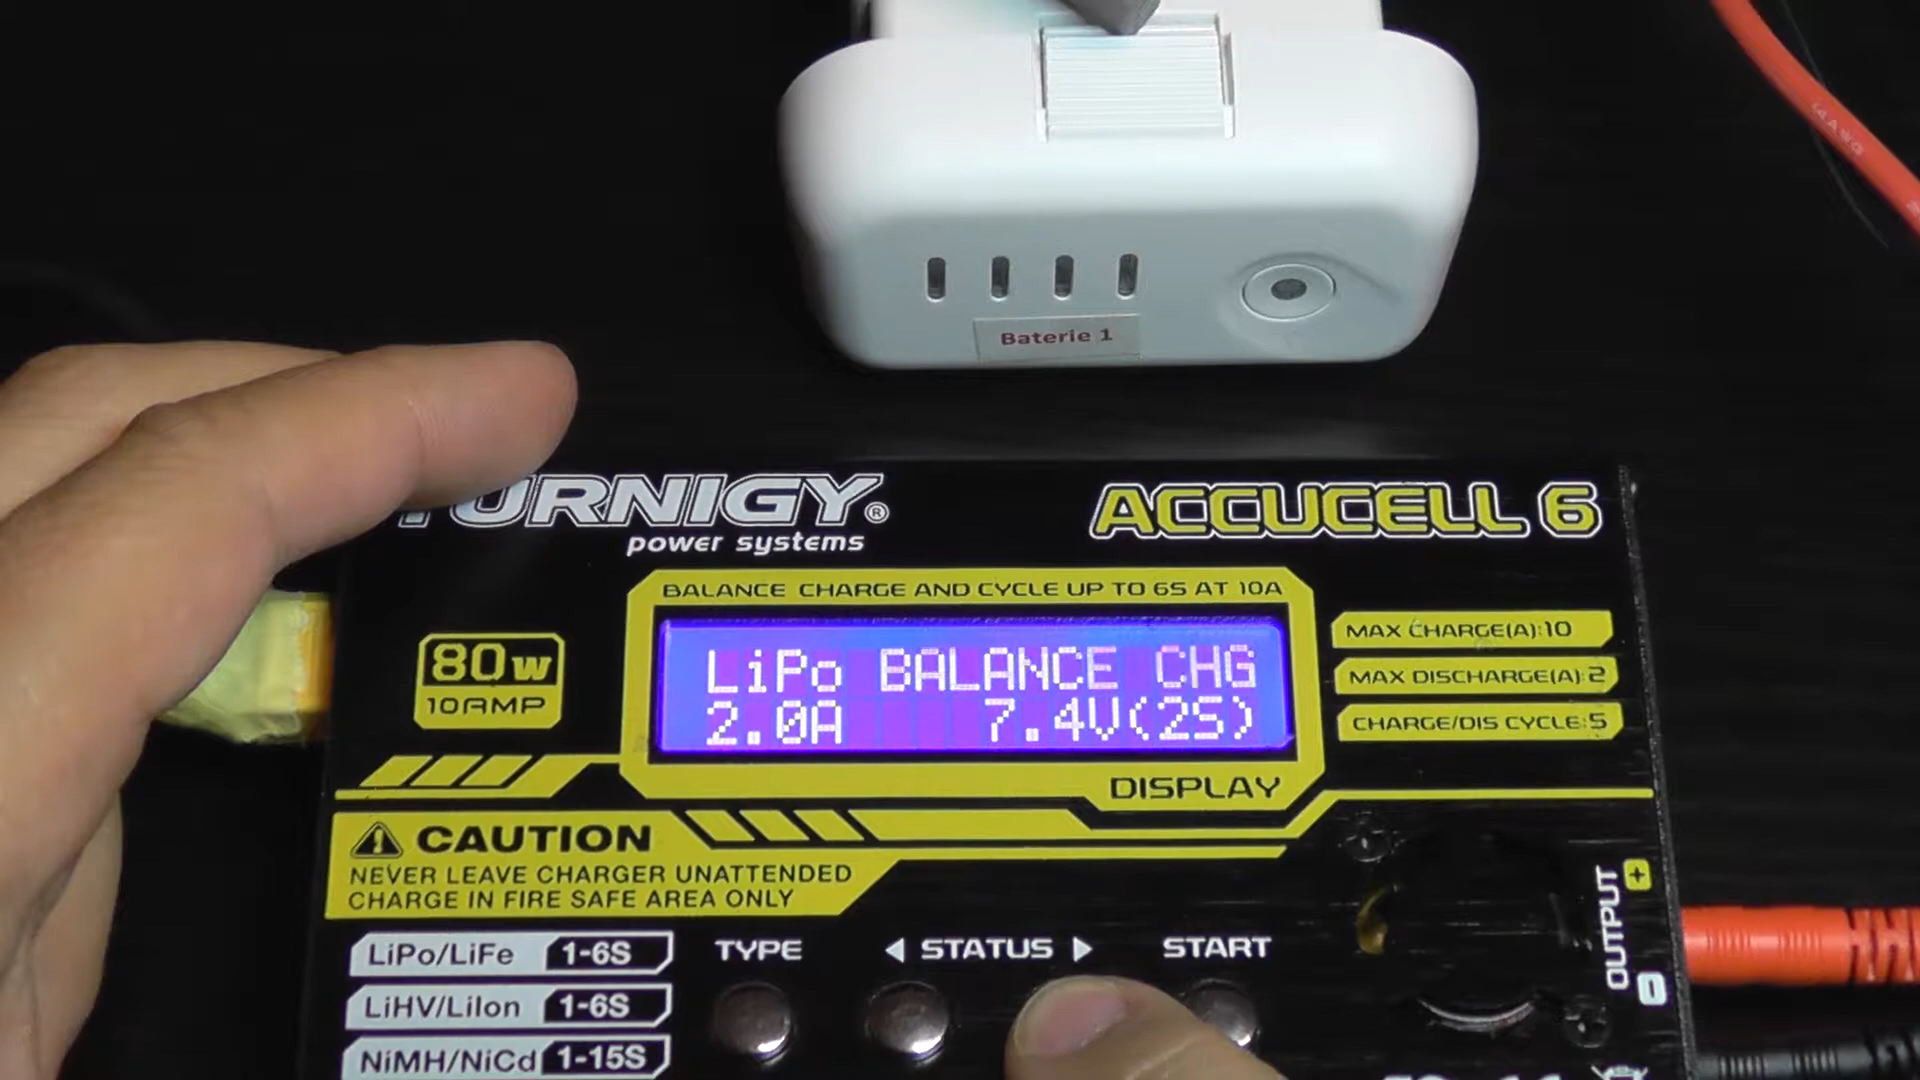 14AWG
Baterie 1
TURNIGY®
power systems
ACCUCELL 6
BALANCE CHARGE AND CYCLE UP TO 6S AT 10A
80W
10AMP
LiPo BALANCE CHG
2.0A 7.4V(2S)
DISPLAY
MAX CHARGE(A):10
MAX DISCHARGE(A):2
CHARGE/DIS CYCLE:5
CAUTION
NEVER LEAVE CHARGER UNATTENDED
CHARGE IN FIRE SAFE AREA ONLY
LiPo/LiFe 1-6S
LiHV/LiIon 1-6S
NiMH/NiCd 1-15S
TYPE
◀ STATUS ▶
START
OUTPUT
+
-